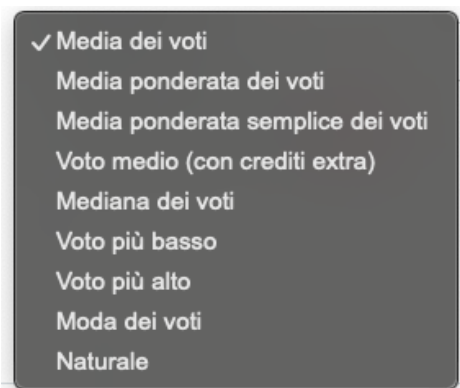 ✓ Media dei voti
Media ponderata dei voti
Media ponderata semplice dei voti
Voto medio (con crediti extra)
Mediana dei voti
Voto più basso
Voto più alto
Moda dei voti
Naturale